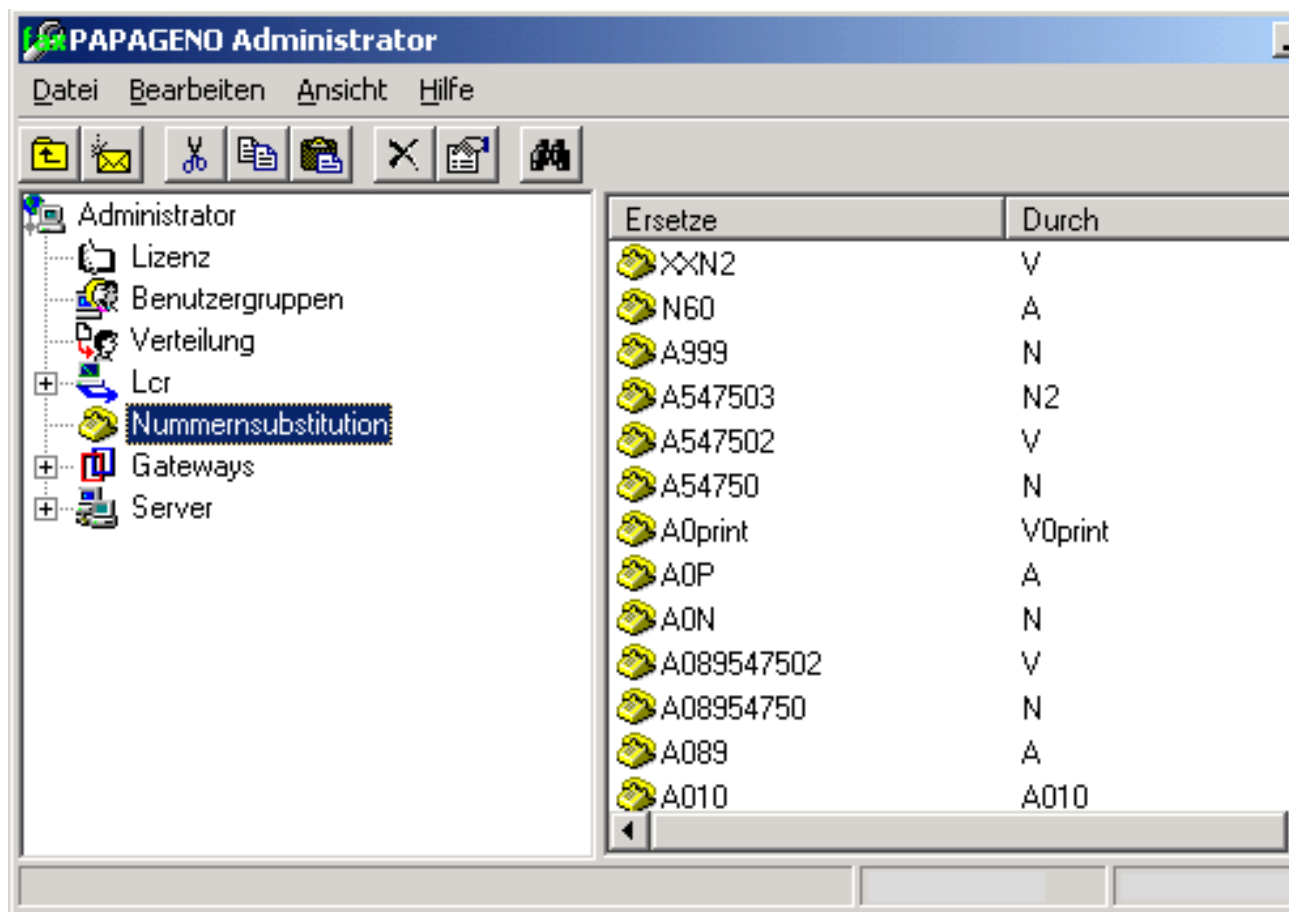 PAPAGENO Administrator
Datei Bearbeiten Ansicht Hilfe
Administrator
Lizenz
Benutzergruppen
Verteilung
Lcr
Nummernsubstitution
Gateways
Server
Ersetze Durch
XXN2 V
N60 A
A999 N
A547503 N2
A547502 V
A54750 N
A0print V0print
A0P A
A0N N
A089547502 V
A08954750 N
A089 A
A010 A010